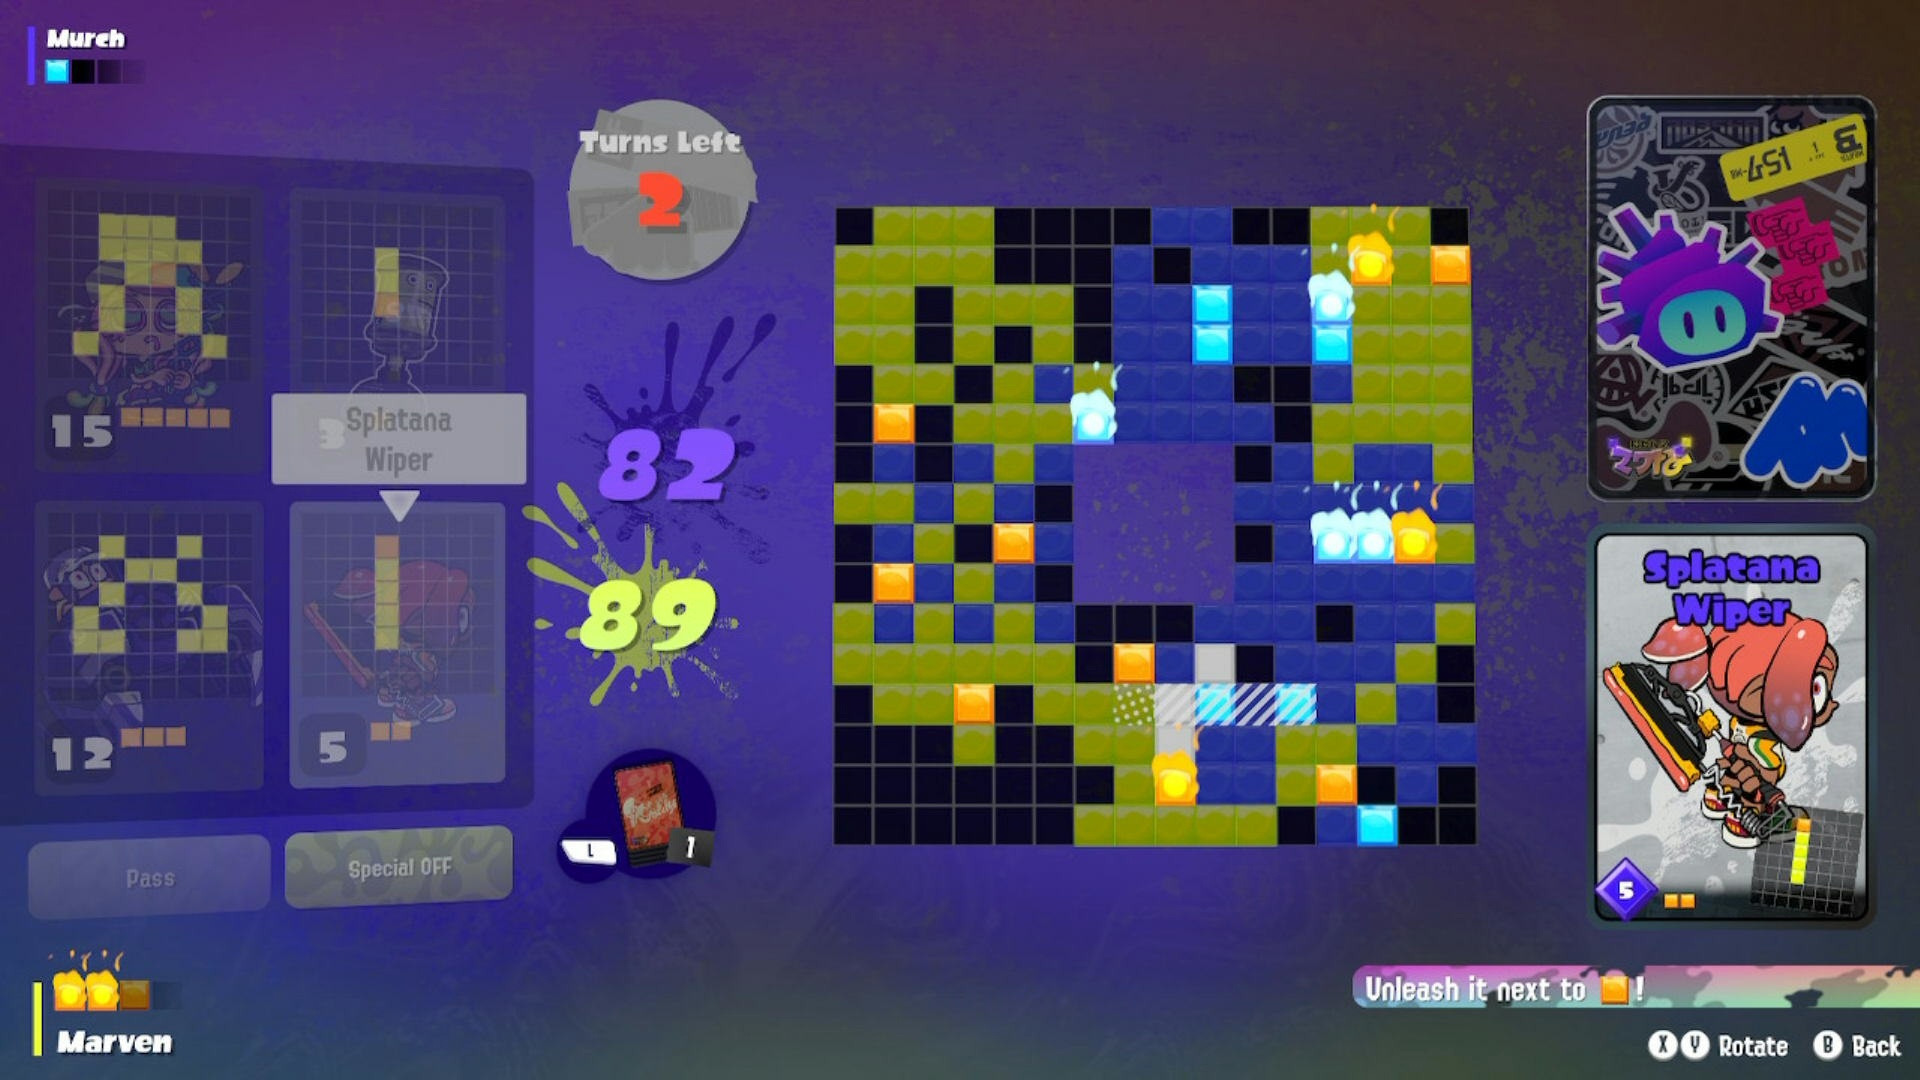 Murch
Turns Left
2
15
3
Splatana
Wiper
12
5
Pass
Special OFF
82
89
L
1
Marven
Splatana
Wiper
5
Unleash it next to !
X Y Rotate
B Back